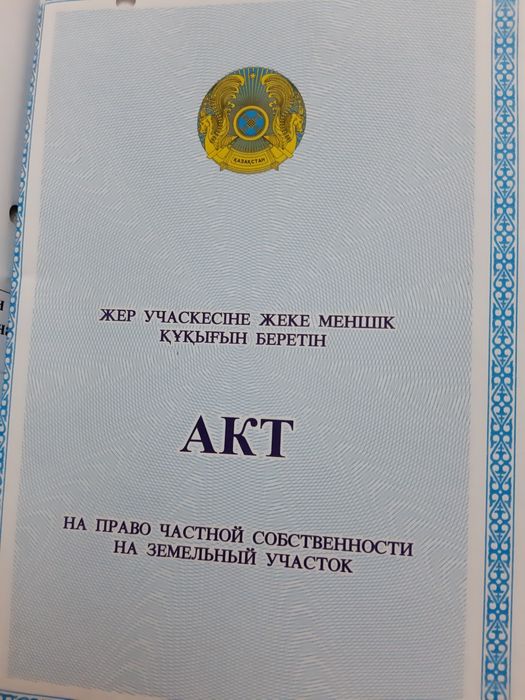 ҚАЗАҚСТАН
ЖЕР УЧАСКЕСІНЕ ЖЕКЕ МЕНШІК
ҚҰҚЫҒЫН БЕРЕТІН
АКТ
НА ПРАВО ЧАСТНОЙ СОБСТВЕННОСТИ
НА ЗЕМЕЛЬНЫЙ УЧАСТОК